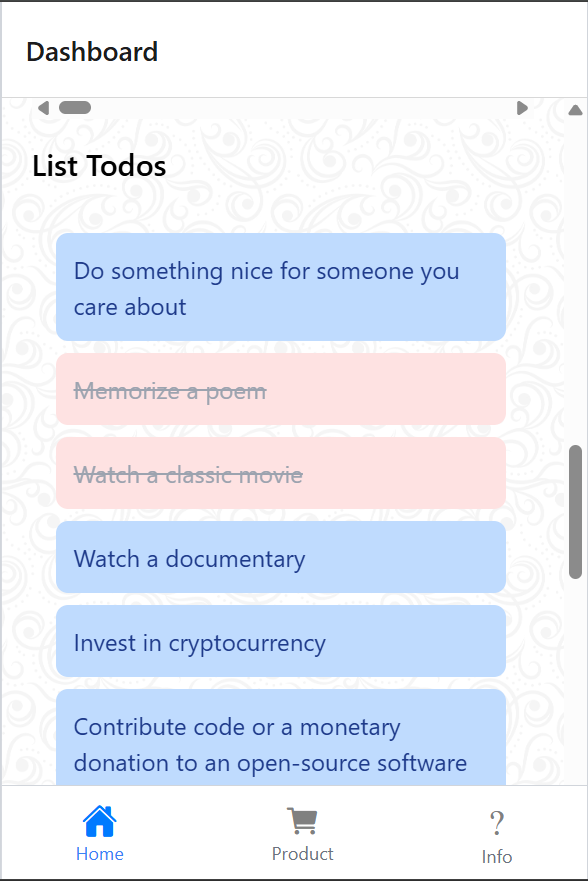 Dashboard
List Todos
Do something nice for someone you
care about
Memorize a poem
Watch a classic movie
Watch a documentary
Invest in cryptocurrency
Contribute code or a monetary
donation to an open-source software
Home
Product
? 
Info